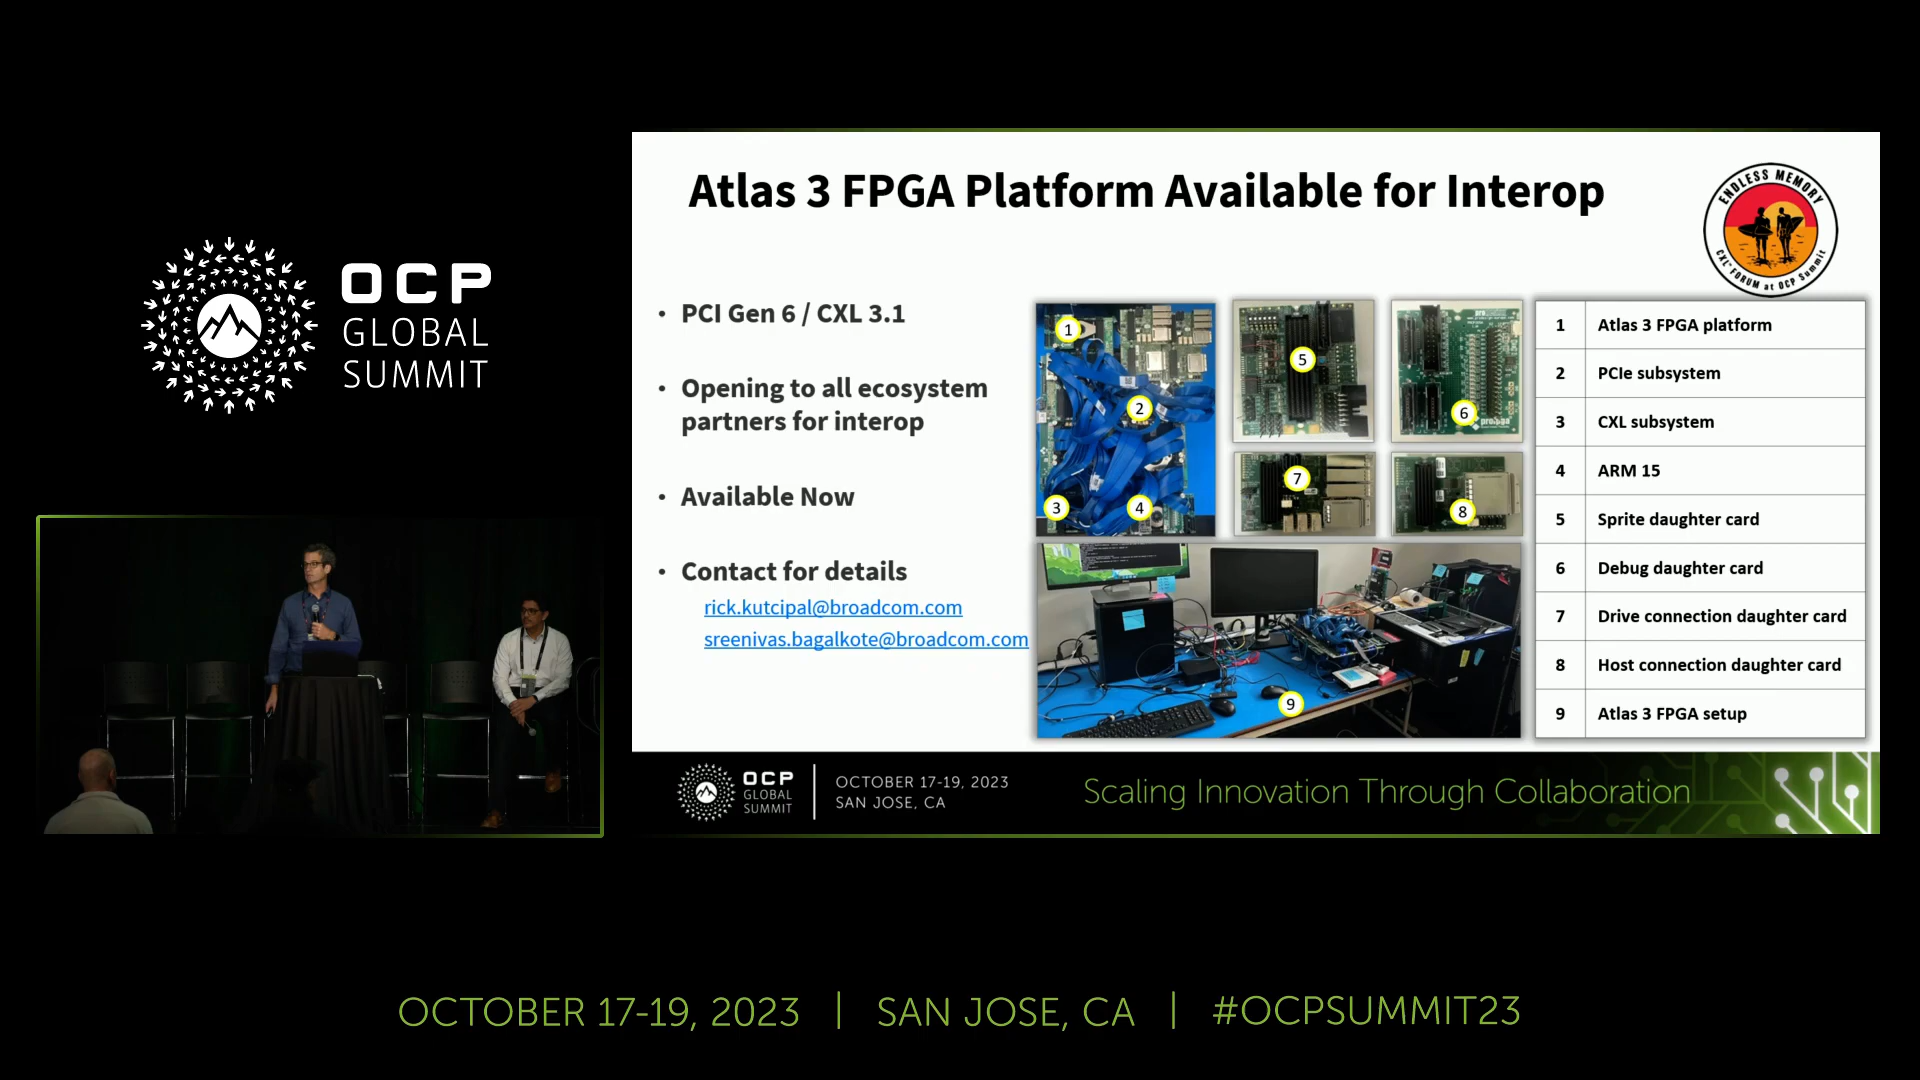 OCP
GLOBAL
SUMMIT
Atlas 3 FPGA Platform Available for Interop
ENDLESS MEMORY
CXL™ FORUM at OCP Summit
• PCI Gen 6 / CXL 3.1
• Opening to all ecosystem
partners for interop
• Available Now
• Contact for details
rick.kutcipal@broadcom.com
sreenivas.bagalkote@broadcom.com
1
2
3
4
5
6
7
8
9
1 Atlas 3 FPGA platform
2 PCIe subsystem
3 CXL subsystem
4 ARM 15
5 Sprite daughter card
6 Debug daughter card
7 Drive connection daughter card
8 Host connection daughter card
9 Atlas 3 FPGA setup
OCP
GLOBAL
SUMMIT
OCTOBER 17-19, 2023
SAN JOSE, CA
Scaling Innovation Through Collaboration
OCTOBER 17-19, 2023 | SAN JOSE, CA | #OCPSUMMIT23